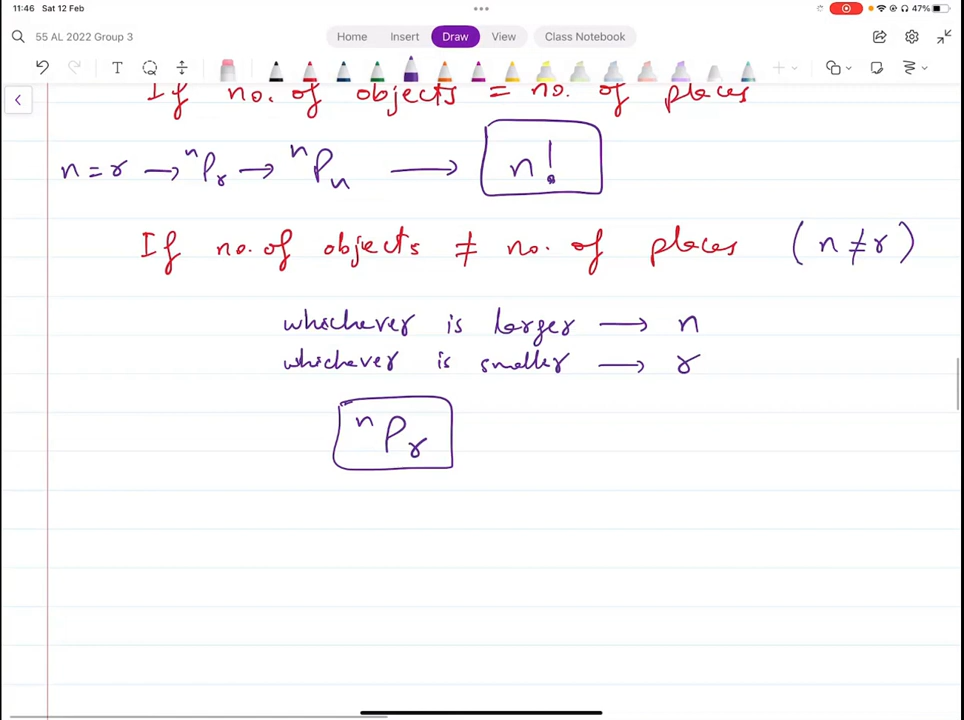 11:46 Sat 12 Feb 47%
55 AL 2022 Group 3 Home Insert Draw View Class Notebook
T
If no. of objects = no. of places
n = r → ⁿPᵣ → ⁿPₙ → n!
If no. of objects ≠ no. of places (n ≠ r)
whichever is larger → n
whichever is smaller → r
ⁿPᵣ